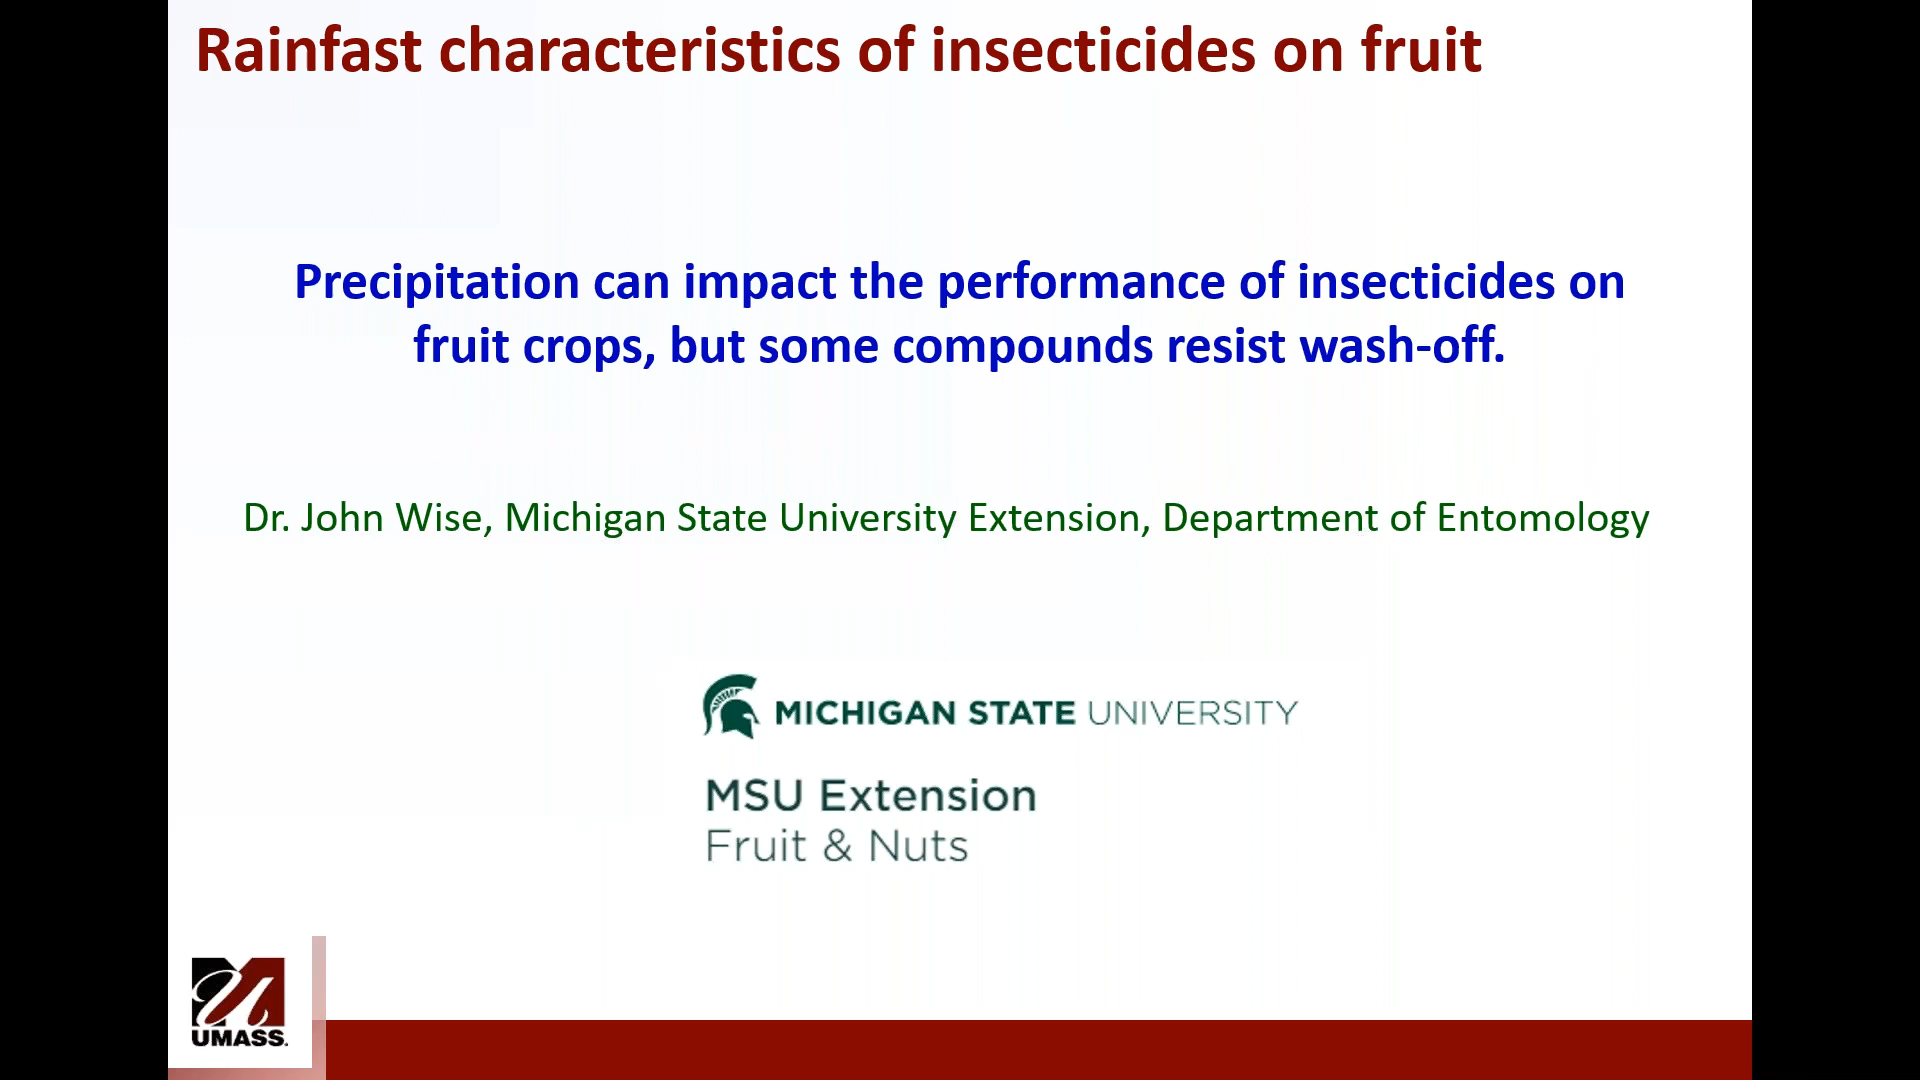 Rainfast characteristics of insecticides on fruit
Precipitation can impact the performance of insecticides on
fruit crops, but some compounds resist wash-off.
Dr. John Wise, Michigan State University Extension, Department of Entomology
MICHIGAN STATE UNIVERSITY
MSU Extension
Fruit & Nuts
UMASS.